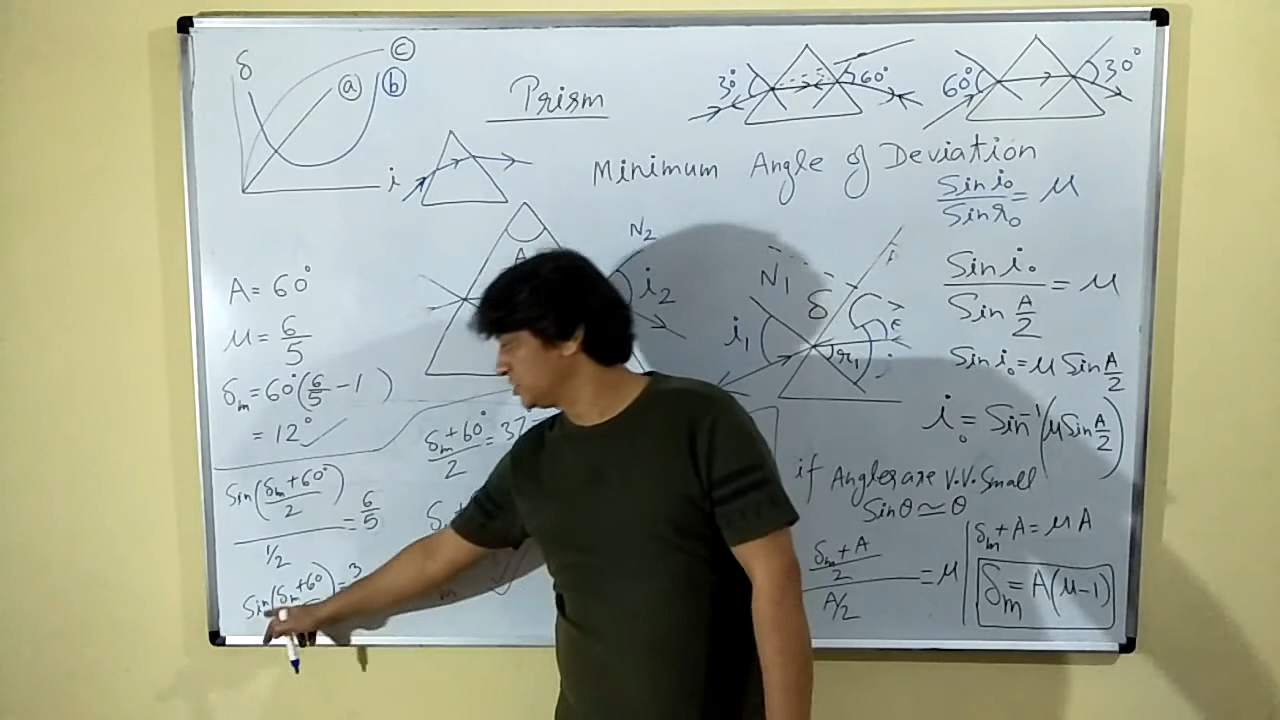 Prism
Minimum Angle of Deviation
δ
i
ⓐ
ⓑ
ⓒ
30° 60°
60° 30°
A = 60°
μ = 6/5
δm = 60°(6/5 - 1)
= 12°
Sin((δm + 60°)/2) / (1/2) = 6/5
Sin(δm + 60
= 3
(δm + 60°)/2 = 37
A
N2
i2
N1
δ
i1
r1
Sin i0 / Sin r0 = μ
Sin i0 / Sin A/2 = μ
Sin i0 = μ Sin A/2
i0 = Sin⁻¹(μ Sin A/2)
if Angles are V.V. Small
Sinθ ≃ θ
((δm + A)/2) / (A/2) = μ
δm + A = μ A
δm = A(μ-1)